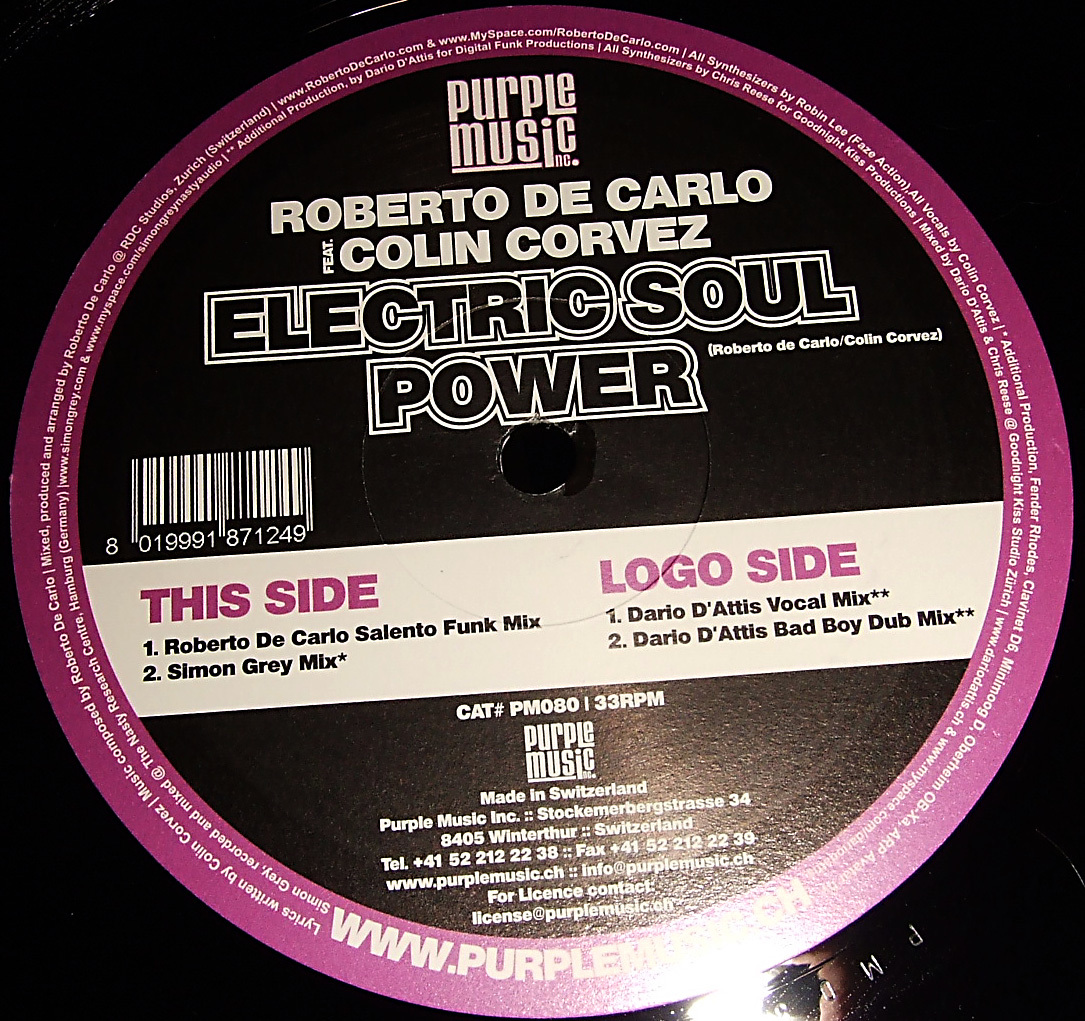 PURPLE
MUSIC
INC.
ROBERTO DE CARLO
FEAT. COLIN CORVEZ
ELECTRIC SOUL
POWER
(Roberto de Carlo/Colin Corvez)
8 019991 871249
THIS SIDE
1. Roberto De Carlo Salento Funk Mix
2. Simon Grey Mix*
LOGO SIDE
1. Dario D'Attis Vocal Mix**
2. Dario D'Attis Bad Boy Dub Mix**
CAT# PM080 | 33RPM
PURPLE
MUSIC
INC.
Made in Switzerland
Purple Music Inc. :: Stockemerbergstrasse 34
8405 Winterthur :: Switzerland
Tel. +41 52 212 22 38 :: Fax +41 52 212 22 39
www.purplemusic.ch :: info@purplemusic.ch
For Licence contact:
license@purplemusic.ch
WWW.PURPLEMUSIC.CH
Lyrics written by Colin Corvez | Music composed by Roberto De Carlo | Mixed, produced and arranged by Roberto De Carlo @ RDC Studios, Zurich (Switzerland) | www.RobertoDeCarlo.com & www.MySpace.com/RobertoDeCarlo.com | All Synthesizers by Robin Lee (Faze Action), All Vocals by Colin Corvez | * Additional Production, Fender Rhodes, Clavinet D6, Minimoog D, Oberheim OB-Xa, ARP
Simon Grey, recorded and mixed @ The Nasty Research Centre, Hamburg (Germany) | www.simongrey.com & www.myspace.com/simongreynastyaudio | ** Additional Production, by Dario D'Attis for Digital Funk Productions | All Synthesizers by Chris Reese for Goodnight Kiss Productions | Mixed by Dario D'Attis & Chris Reese @ Goodnight Kiss Studio Zürich | www.dariodattis.ch & www.myspace.com/dariodattis
P M P